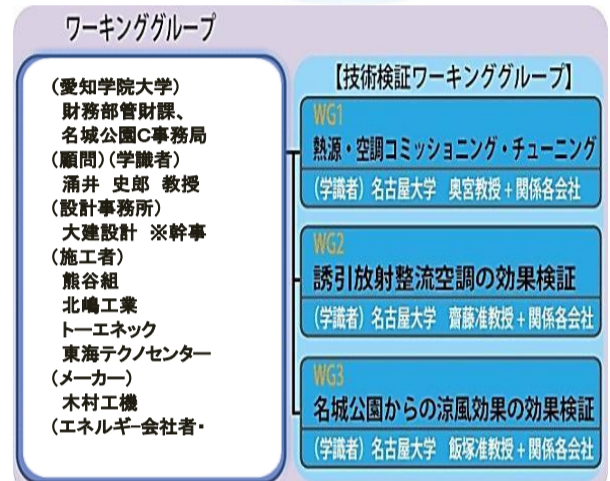 ワーキンググループ
(愛知学院大学)
財務部管財課、
名城公園C事務局
(顧問)(学識者)
涌井 史郎 教授
(設計事務所)
大建設計 ※幹事
(施工者)
熊谷組
北嶋工業
トーエネック
東海テクノセンター
(メーカー)
木村工機
(エネルギー会社者・
【技術検証ワーキンググループ】
WG1
熱源・空調コミッショニング・チューニング
(学識者) 名古屋大学 奥宮教授+関係各会社
WG2
誘引放射整流空調の効果検証
(学識者) 名古屋大学 齋藤准教授+関係各会社
WG3
名城公園からの涼風効果の効果検証
(学識者) 名古屋大学 飯塚准教授+関係各会社